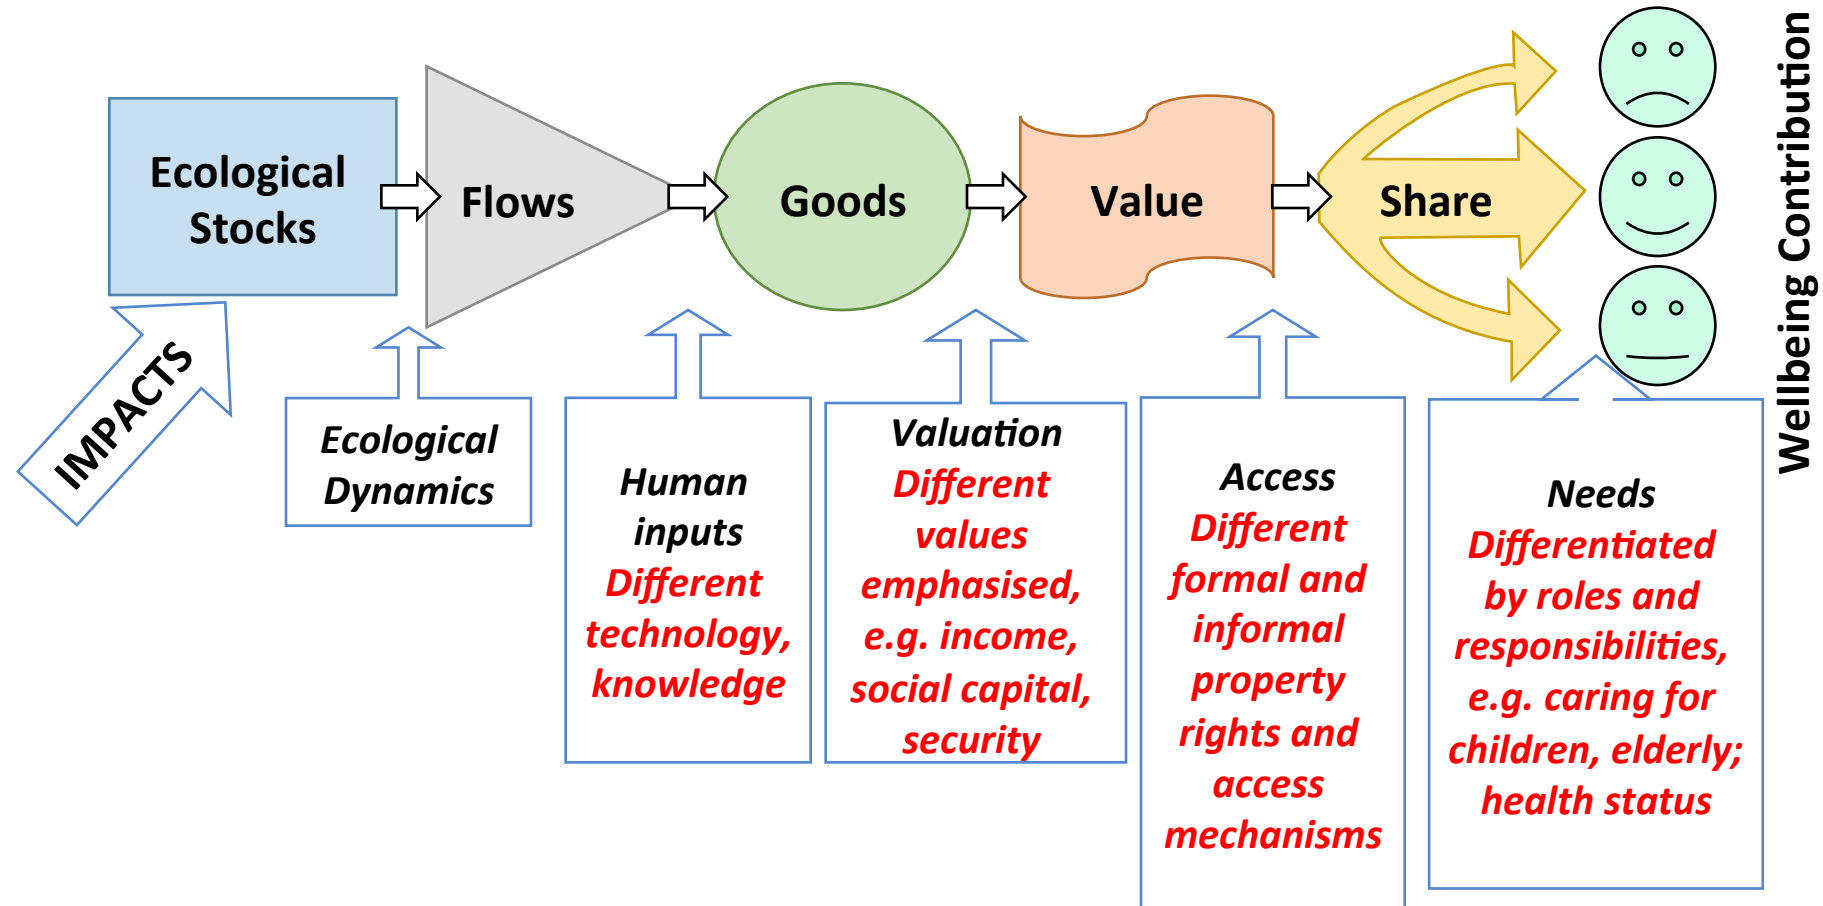 Ecological
Stocks
Flows
Goods
Value
Share
Wellbeing Contribution
IMPACTS
Ecological
Dynamics
Human
inputs
Different
technology,
knowledge
Valuation
Different
values
emphasised,
e.g. income,
social capital,
security
Access
Different
formal and
informal
property
rights and
access
mechanisms
Needs
Differentiated
by roles and
responsibilities,
e.g. caring for
children, elderly;
health status